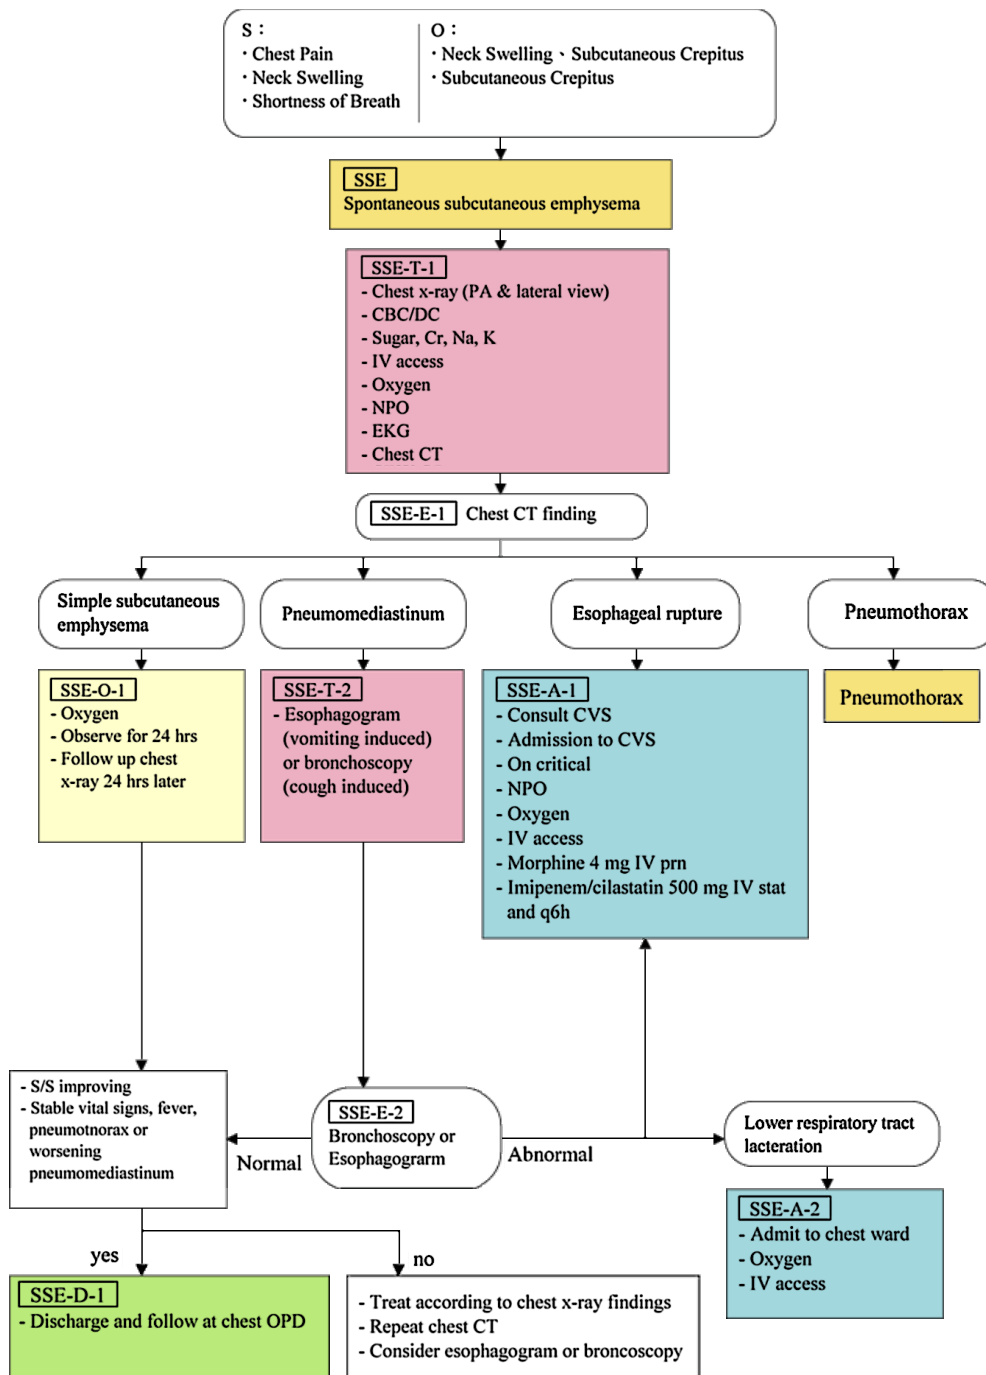 S：
· Chest Pain
· Neck Swelling
· Shortness of Breath
O：
· Neck Swelling、Subcutaneous Crepitus
· Subcutaneous Crepitus
SSE
Spontaneous subcutaneous emphysema
SSE-T-1
- Chest x-ray (PA & lateral view)
- CBC/DC
- Sugar, Cr, Na, K
- IV access
- Oxygen
- NPO
- EKG
- Chest CT
SSE-E-1 Chest CT finding
Simple subcutaneous
emphysema
Pneumomediastinum
Esophageal rupture
Pneumothorax
SSE-O-1
- Oxygen
- Observe for 24 hrs
- Follow up chest
x-ray 24 hrs later
SSE-T-2
- Esophagogram
(vomiting induced)
or bronchoscopy
(cough induced)
SSE-A-1
- Consult CVS
- Admission to CVS
- On critical
- NPO
- Oxygen
- IV access
- Morphine 4 mg IV prn
- Imipenem/cilastatin 500 mg IV stat
and q6h
Pneumothorax
- S/S improving
- Stable vital signs, fever,
pneumotnorax or
worsening
pneumomediastinum
Normal
SSE-E-2
Bronchoscopy or
Esophagograrm
Abnormal
Lower respiratory tract
lacteration
SSE-A-2
- Admit to chest ward
- Oxygen
- IV access
yes
no
SSE-D-1
- Discharge and follow at chest OPD
- Treat according to chest x-ray findings
- Repeat chest CT
- Consider esophagogram or broncoscopy